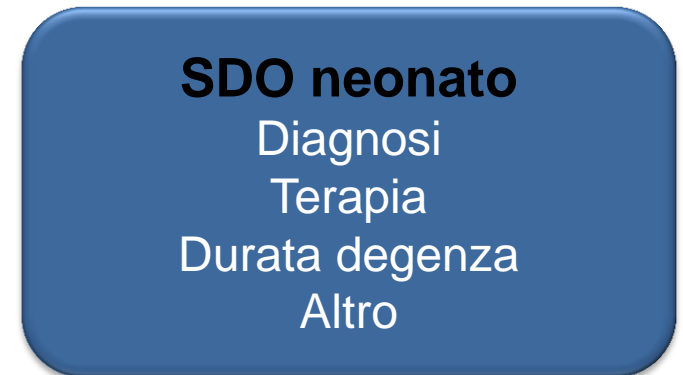 SDO neonato
Diagnosi
Terapia
Durata degenza
Altro